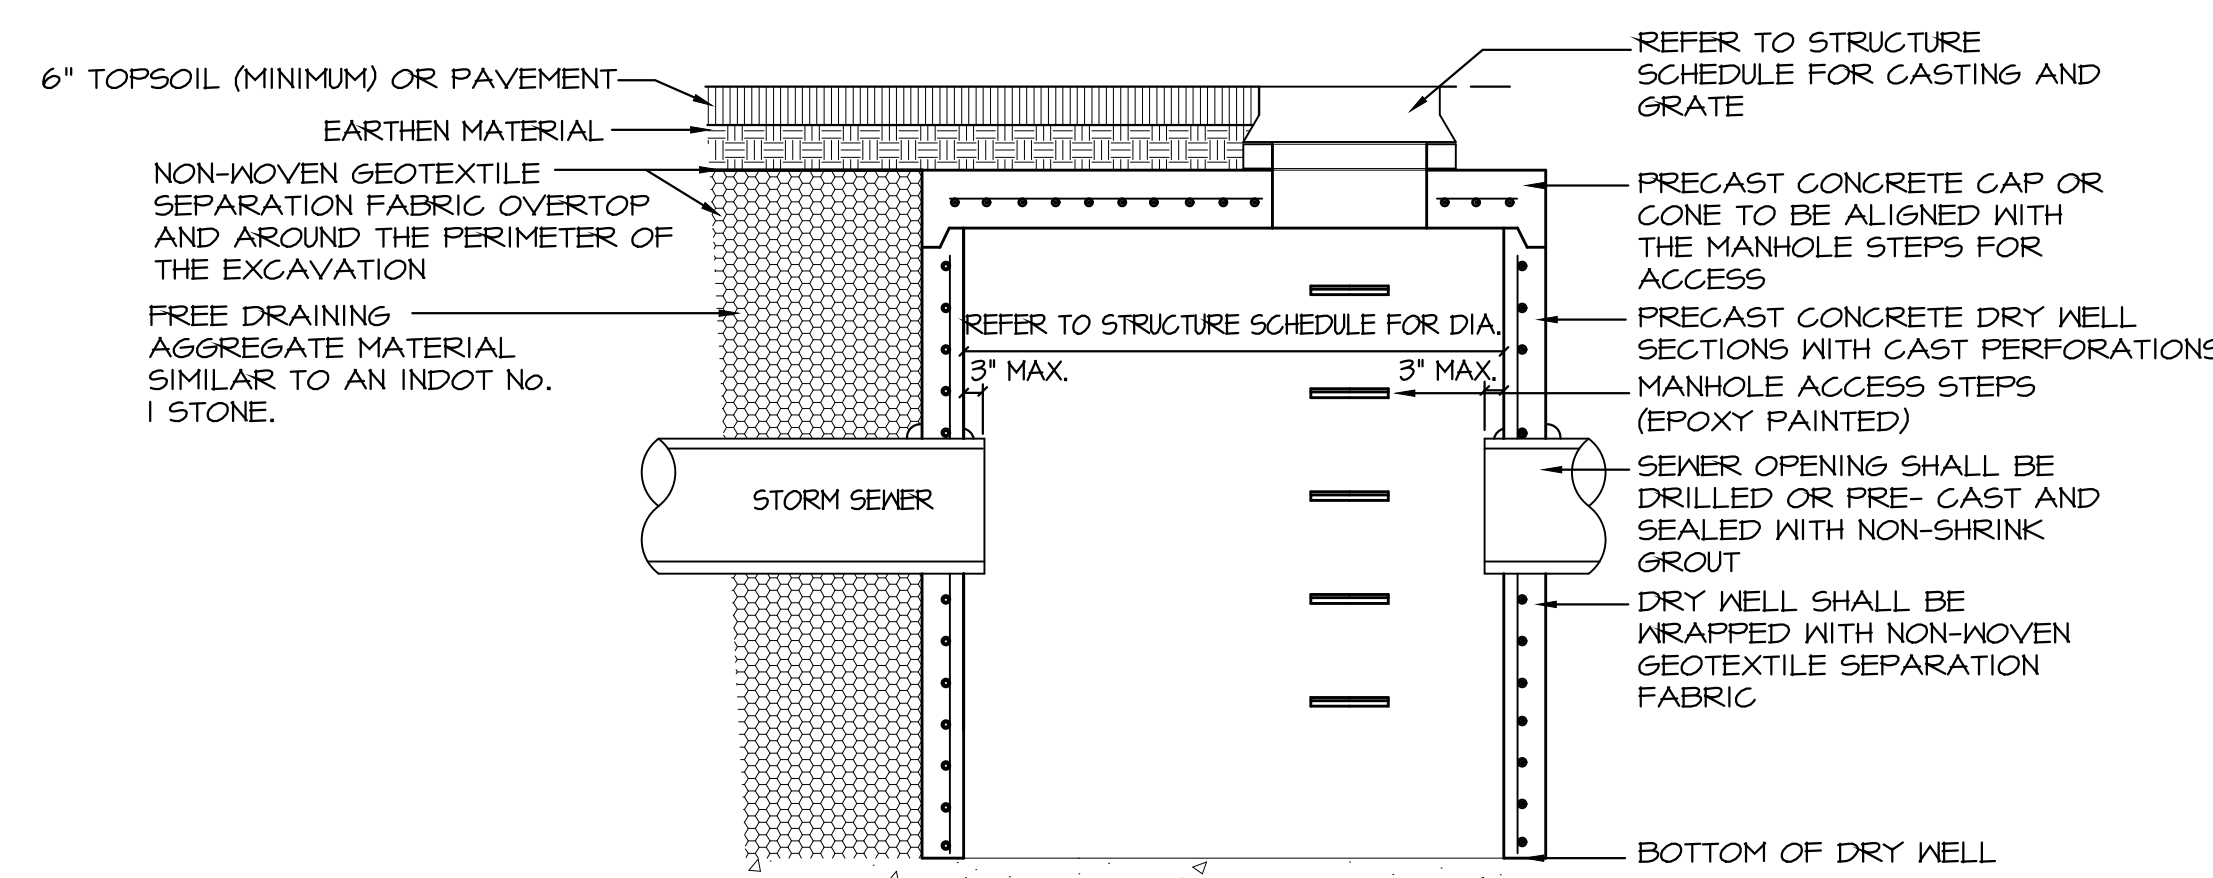 6" TOPSOIL (MINIMUM) OR PAVEMENT
EARTHEN MATERIAL
NON-WOVEN GEOTEXTILE
SEPARATION FABRIC OVERTOP
AND AROUND THE PERIMETER OF
THE EXCAVATION
FREE DRAINING
AGGREGATE MATERIAL
SIMILAR TO AN INDOT No.
1 STONE.
STORM SEWER
REFER TO STRUCTURE SCHEDULE FOR DIA.
3" MAX.
3" MAX.
REFER TO STRUCTURE
SCHEDULE FOR CASTING AND
GRATE
PRECAST CONCRETE CAP OR
CONE TO BE ALIGNED WITH
THE MANHOLE STEPS FOR
ACCESS
PRECAST CONCRETE DRY WELL
SECTIONS WITH CAST PERFORATIONS
MANHOLE ACCESS STEPS
(EPOXY PAINTED)
SEWER OPENING SHALL BE
DRILLED OR PRE- CAST AND
SEALED WITH NON-SHRINK
GROUT
DRY WELL SHALL BE
WRAPPED WITH NON-WOVEN
GEOTEXTILE SEPARATION
FABRIC
BOTTOM OF DRY WELL